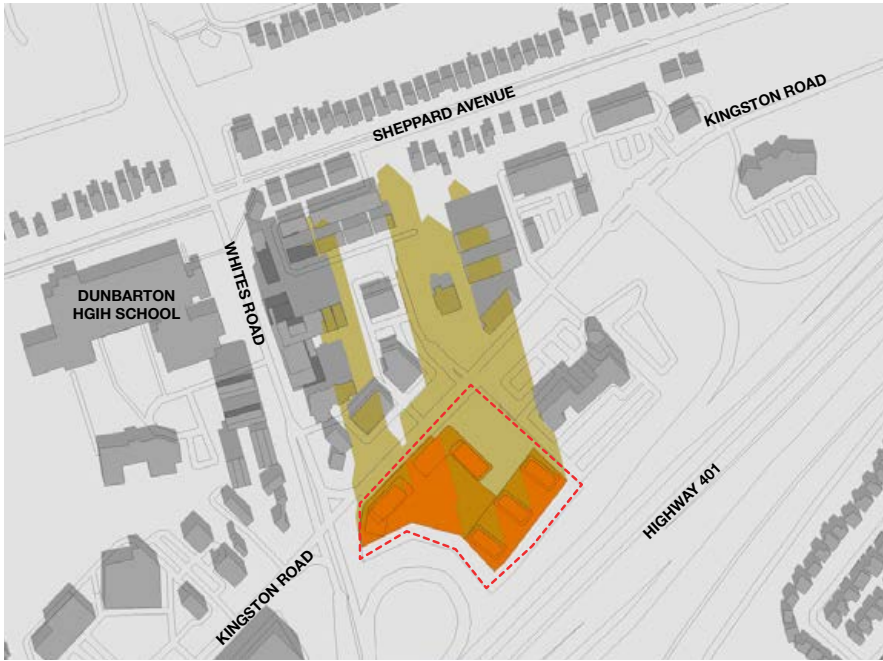 SHEPPARD AVENUE
KINGSTON ROAD
WHITES ROAD
DUNBARTON
HGIH SCHOOL
HIGHWAY 401
KINGSTON ROAD